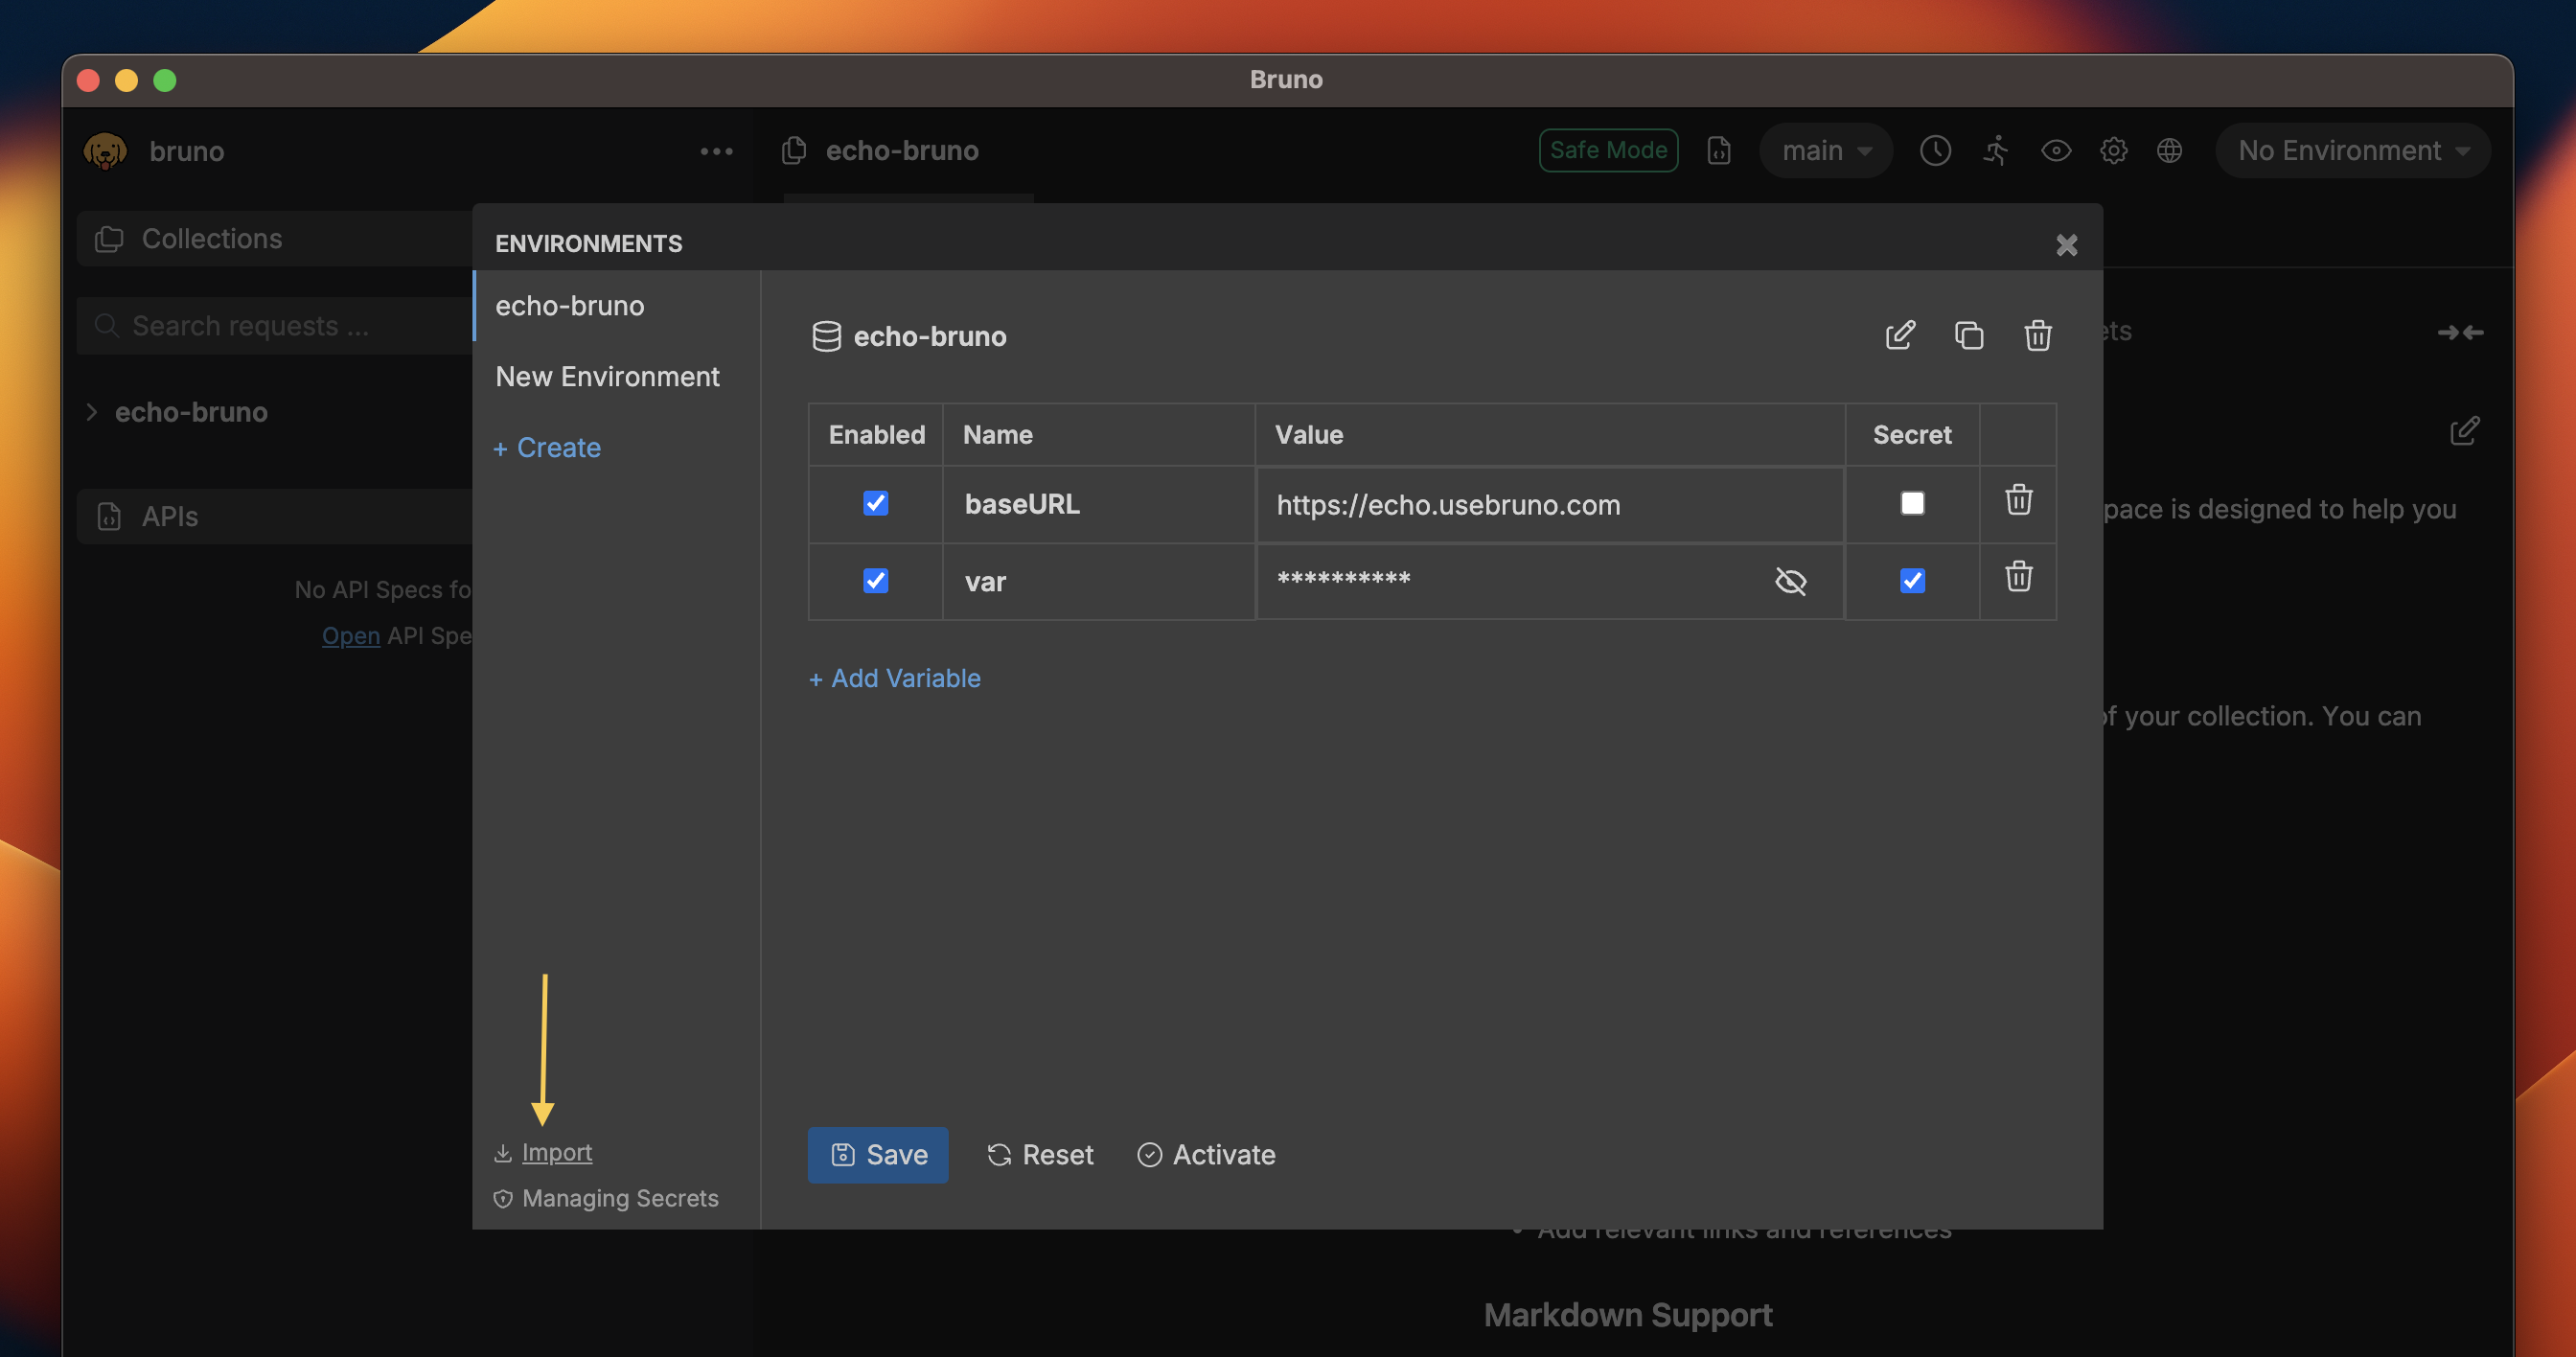 Bruno
bruno
echo-bruno
Safe Mode
main
No Environment
Collections
Search requests ...
echo-bruno
APIs
No API Specs fo
Open API Spe
ENVIRONMENTS
echo-bruno
New Environment
+ Create
echo-bruno
Enabled Name Value Secret
baseURL https://echo.usebruno.com
var **********
+ Add Variable
Import
Managing Secrets
Save Reset Activate
ets
pace is designed to help you
of your collection. You can
Add relevant links and references
Markdown Support